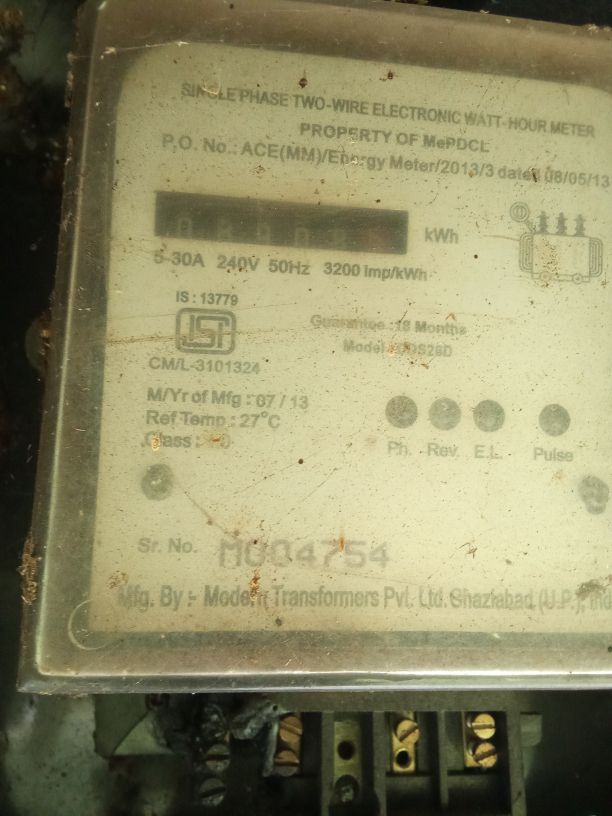 SINGLE PHASE TWO-WIRE ELECTRONIC WATT-HOUR METER
PROPERTY OF MePDCL
P.O. No.: ACE(MM)/Energy Meter/2013/3 dated 08/05/13
kWh
5-30A 240V 50Hz 3200 Imp/kWh
IS : 13779
ISI
CM/L-3101324
Guarantee : 18 Months
Model :
M/Yr of Mfg : 07 / 13
Ref Temp : 27°C
Class :
Ph. Rev. E.L. Pulse
Sr. No. M004754
Mfg. By :- Modern Transformers Pvt. Ltd. Ghaziabad (U.P.), Ind